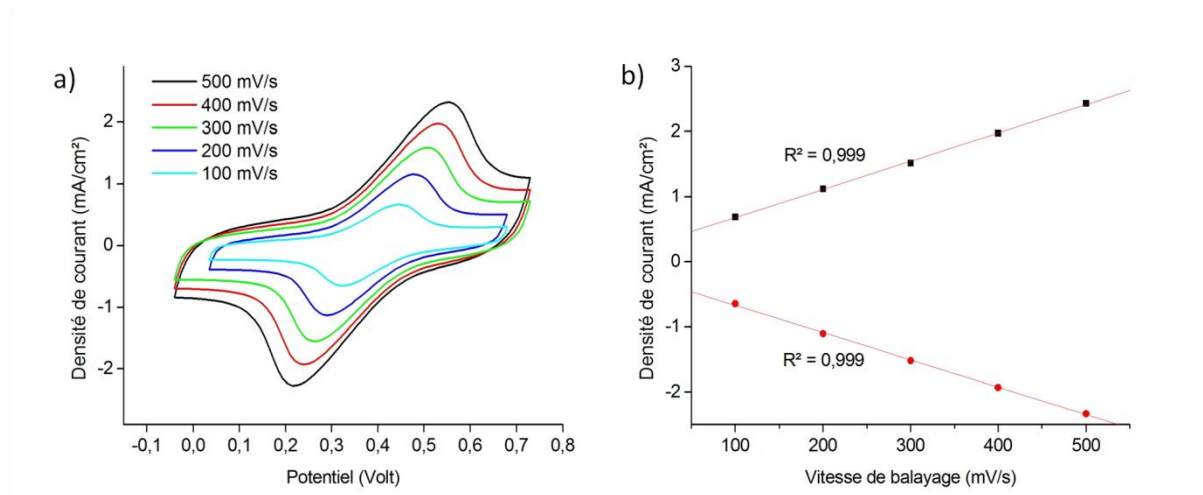 a)
500 mV/s
400 mV/s
300 mV/s
200 mV/s
100 mV/s
Densité de courant (mA/cm²)
2
1
0
-1
-2
-0,1 0,0 0,1 0,2 0,3 0,4 0,5 0,6 0,7 0,8
Potentiel (Volt)
b)
Densité de courant (mA/cm²)
3
2
1
0
-1
-2
R² = 0,999
R² = 0,999
100 200 300 400 500
Vitesse de balayage (mV/s)